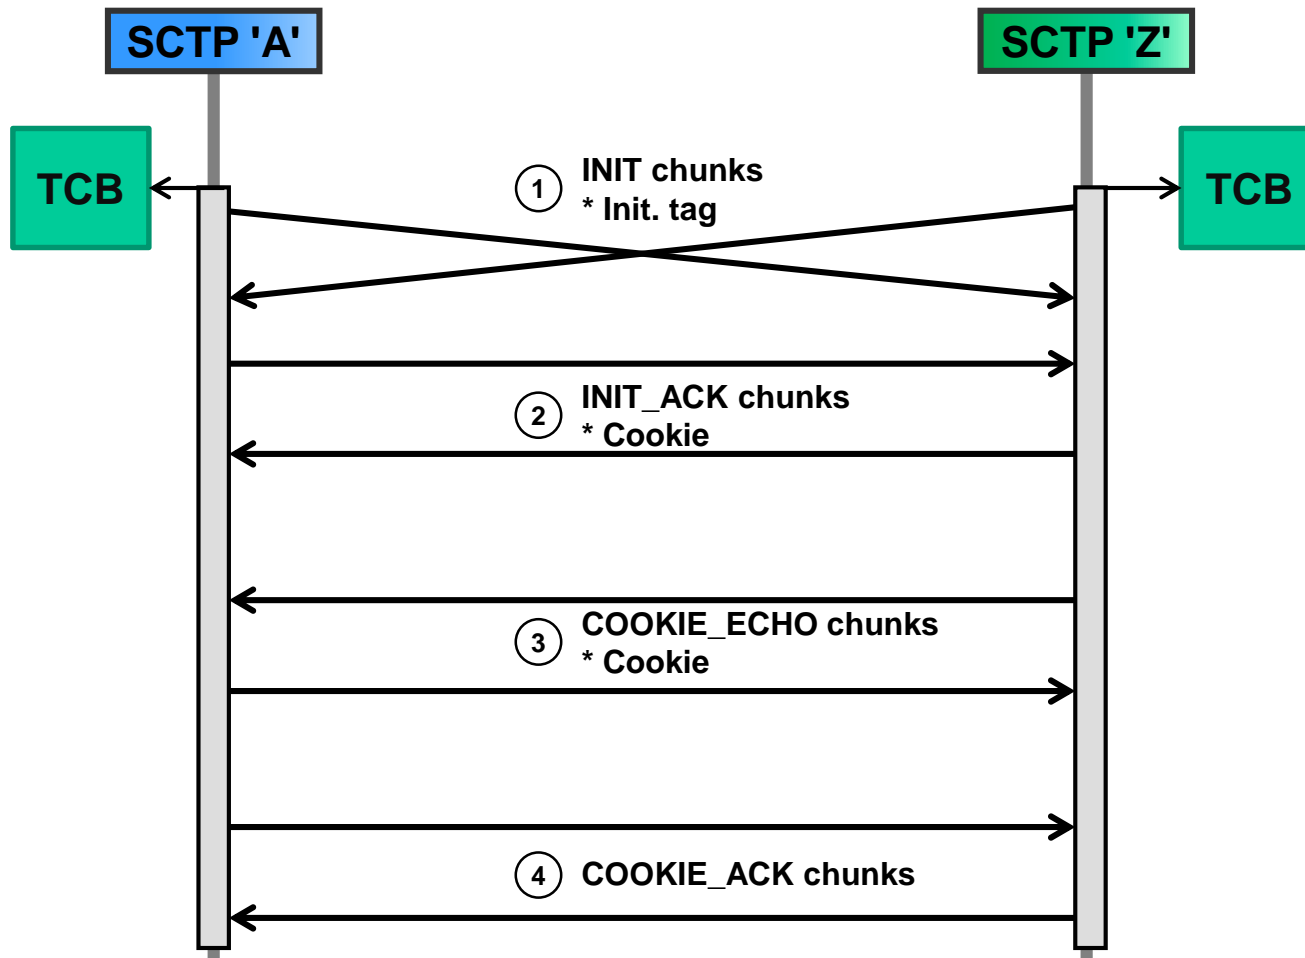 SCTP 'A'
SCTP 'Z'
TCB
TCB
1
INIT chunks
* Init. tag
2
INIT_ACK chunks
* Cookie
3
COOKIE_ECHO chunks
* Cookie
4
COOKIE_ACK chunks